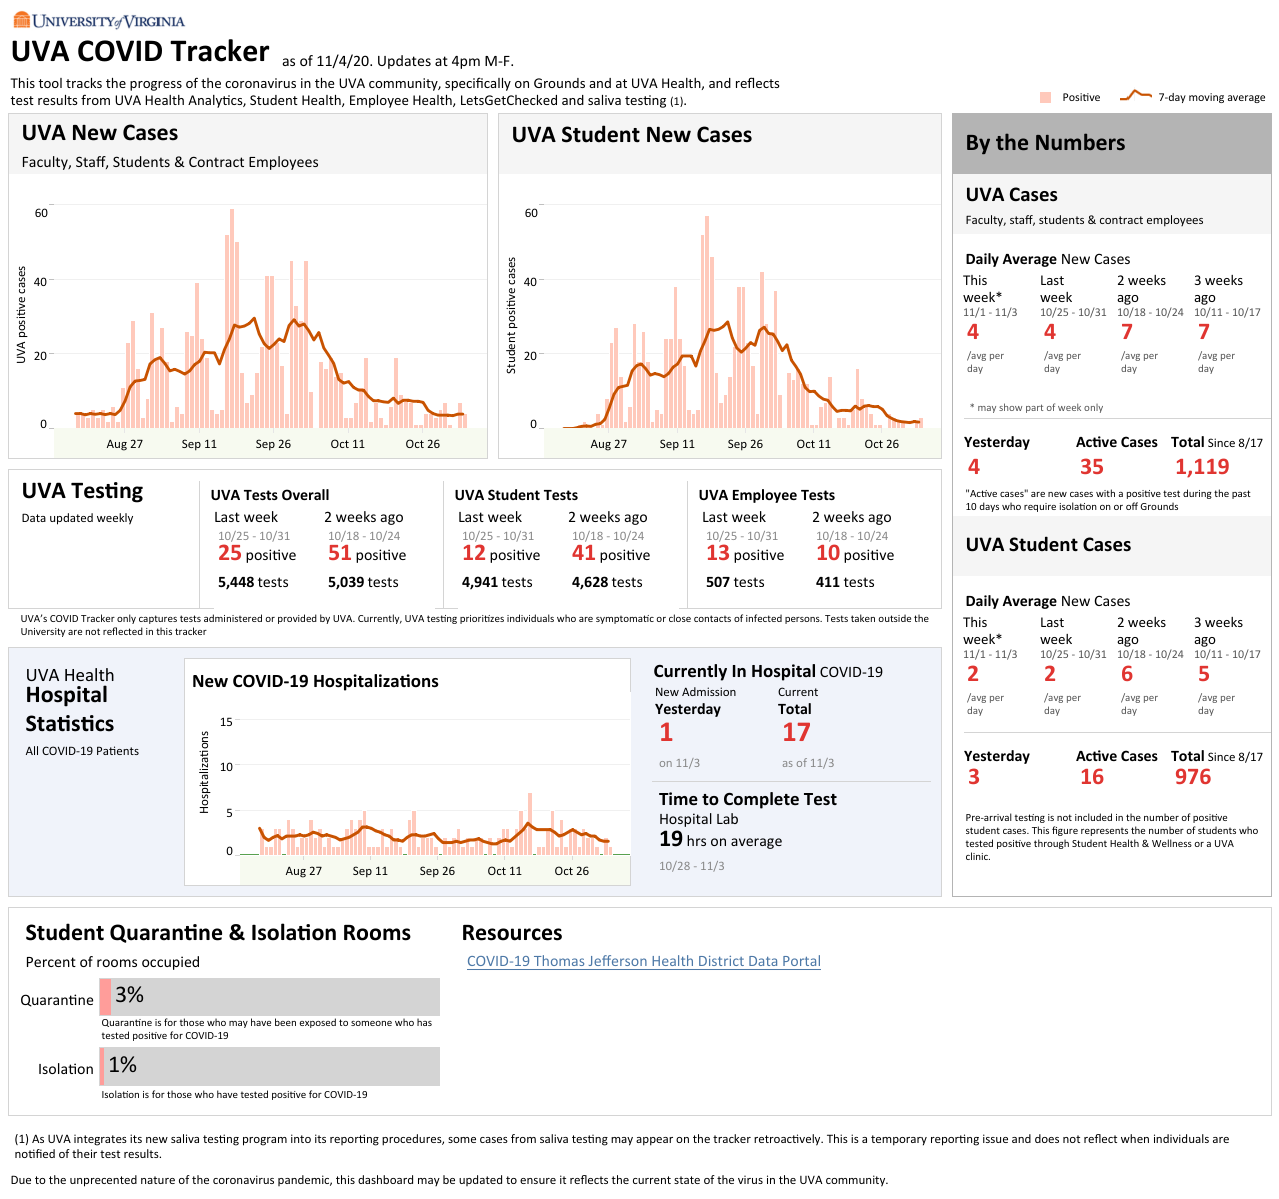 UNIVERSITY of VIRGINIA
UVA COVID Tracker as of 11/4/20. Updates at 4pm M-F.
This tool tracks the progress of the coronavirus in the UVA community, specifically on Grounds and at UVA Health, and reflects
test results from UVA Health Analytics, Student Health, Employee Health, LetsGetChecked and saliva testing (1).
Positive 7-day moving average
UVA New Cases
Faculty, Staff, Students & Contract Employees
UVA positive cases
60
40
20
0
Aug 27 Sep 11 Sep 26 Oct 11 Oct 26
UVA Student New Cases
Student positive cases
60
40
20
0
Aug 27 Sep 11 Sep 26 Oct 11 Oct 26
By the Numbers
UVA Cases
Faculty, staff, students & contract employees
Daily Average New Cases
This Last 2 weeks 3 weeks
week* week ago ago
11/1 - 11/3 10/25 - 10/31 10/18 - 10/24 10/11 - 10/17
4 4 7 7
/avg per /avg per /avg per /avg per
day day day day
* may show part of week only
Yesterday Active Cases Total Since 8/17
4 35 1,119
"Active cases" are new cases with a positive test during the past
10 days who require isolation on or off Grounds
UVA Student Cases
Daily Average New Cases
This Last 2 weeks 3 weeks
week* week ago ago
11/1 - 11/3 10/25 - 10/31 10/18 - 10/24 10/11 - 10/17
2 2 6 5
/avg per /avg per /avg per /avg per
day day day day
Yesterday Active Cases Total Since 8/17
3 16 976
Pre-arrival testing is not included in the number of positive
student cases. This figure represents the number of students who
tested positive through Student Health & Wellness or a UVA
clinic.
UVA Testing
Data updated weekly
UVA Tests Overall
Last week 2 weeks ago
10/25 - 10/31 10/18 - 10/24
25 positive 51 positive
5,448 tests 5,039 tests
UVA Student Tests
Last week 2 weeks ago
10/25 - 10/31 10/18 - 10/24
12 positive 41 positive
4,941 tests 4,628 tests
UVA Employee Tests
Last week 2 weeks ago
10/25 - 10/31 10/18 - 10/24
13 positive 10 positive
507 tests 411 tests
UVA's COVID Tracker only captures tests administered or provided by UVA. Currently, UVA testing prioritizes individuals who are symptomatic or close contacts of infected persons. Tests taken outside the
University are not reflected in this tracker
UVA Health
Hospital
Statistics
All COVID-19 Patients
New COVID-19 Hospitalizations
Hospitalizations
15
10
5
0
Aug 27 Sep 11 Sep 26 Oct 11 Oct 26
Currently In Hospital COVID-19
New Admission Current
Yesterday Total
1 17
on 11/3 as of 11/3
Time to Complete Test
Hospital Lab
19 hrs on average
10/28 - 11/3
Student Quarantine & Isolation Rooms
Percent of rooms occupied
Quarantine 3%
Quarantine is for those who may have been exposed to someone who has
tested positive for COVID-19
Isolation 1%
Isolation is for those who have tested positive for COVID-19
Resources
COVID-19 Thomas Jefferson Health District Data Portal
(1) As UVA integrates its new saliva testing program into its reporting procedures, some cases from saliva testing may appear on the tracker retroactively. This is a temporary reporting issue and does not reflect when individuals are
notified of their test results.
Due to the unprecented nature of the coronavirus pandemic, this dashboard may be updated to ensure it reflects the current state of the virus in the UVA community.